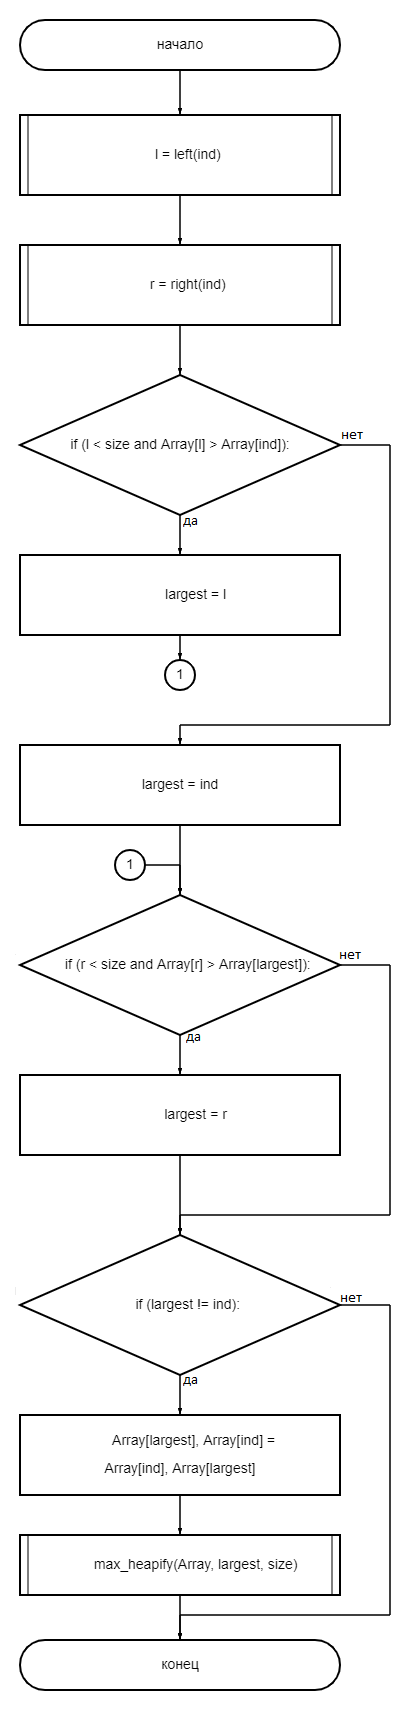 начало
l = left(ind)
r = right(ind)
if (l < size and Array[l] > Array[ind]):
нет
да
largest = l
1
largest = ind
1
if (r < size and Array[r] > Array[largest]):
нет
да
largest = r
if (largest != ind):
нет
да
Array[largest], Array[ind] =
Array[ind], Array[largest]
max_heapify(Array, largest, size)
конец